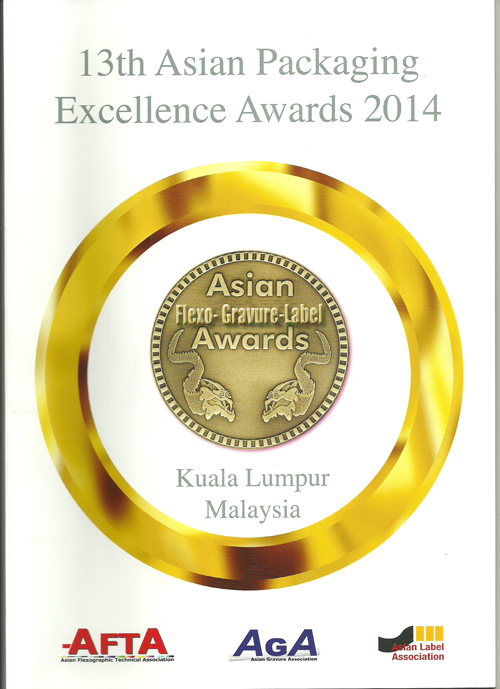 13th Asian Packaging
Excellence Awards 2014
Asian
Flexo-Gravure-Label
Awards
Kuala Lumpur
Malaysia
AFTA
Asian Flexographic Technical Association
AGA
Asian Gravure Association
Asian Label
Association